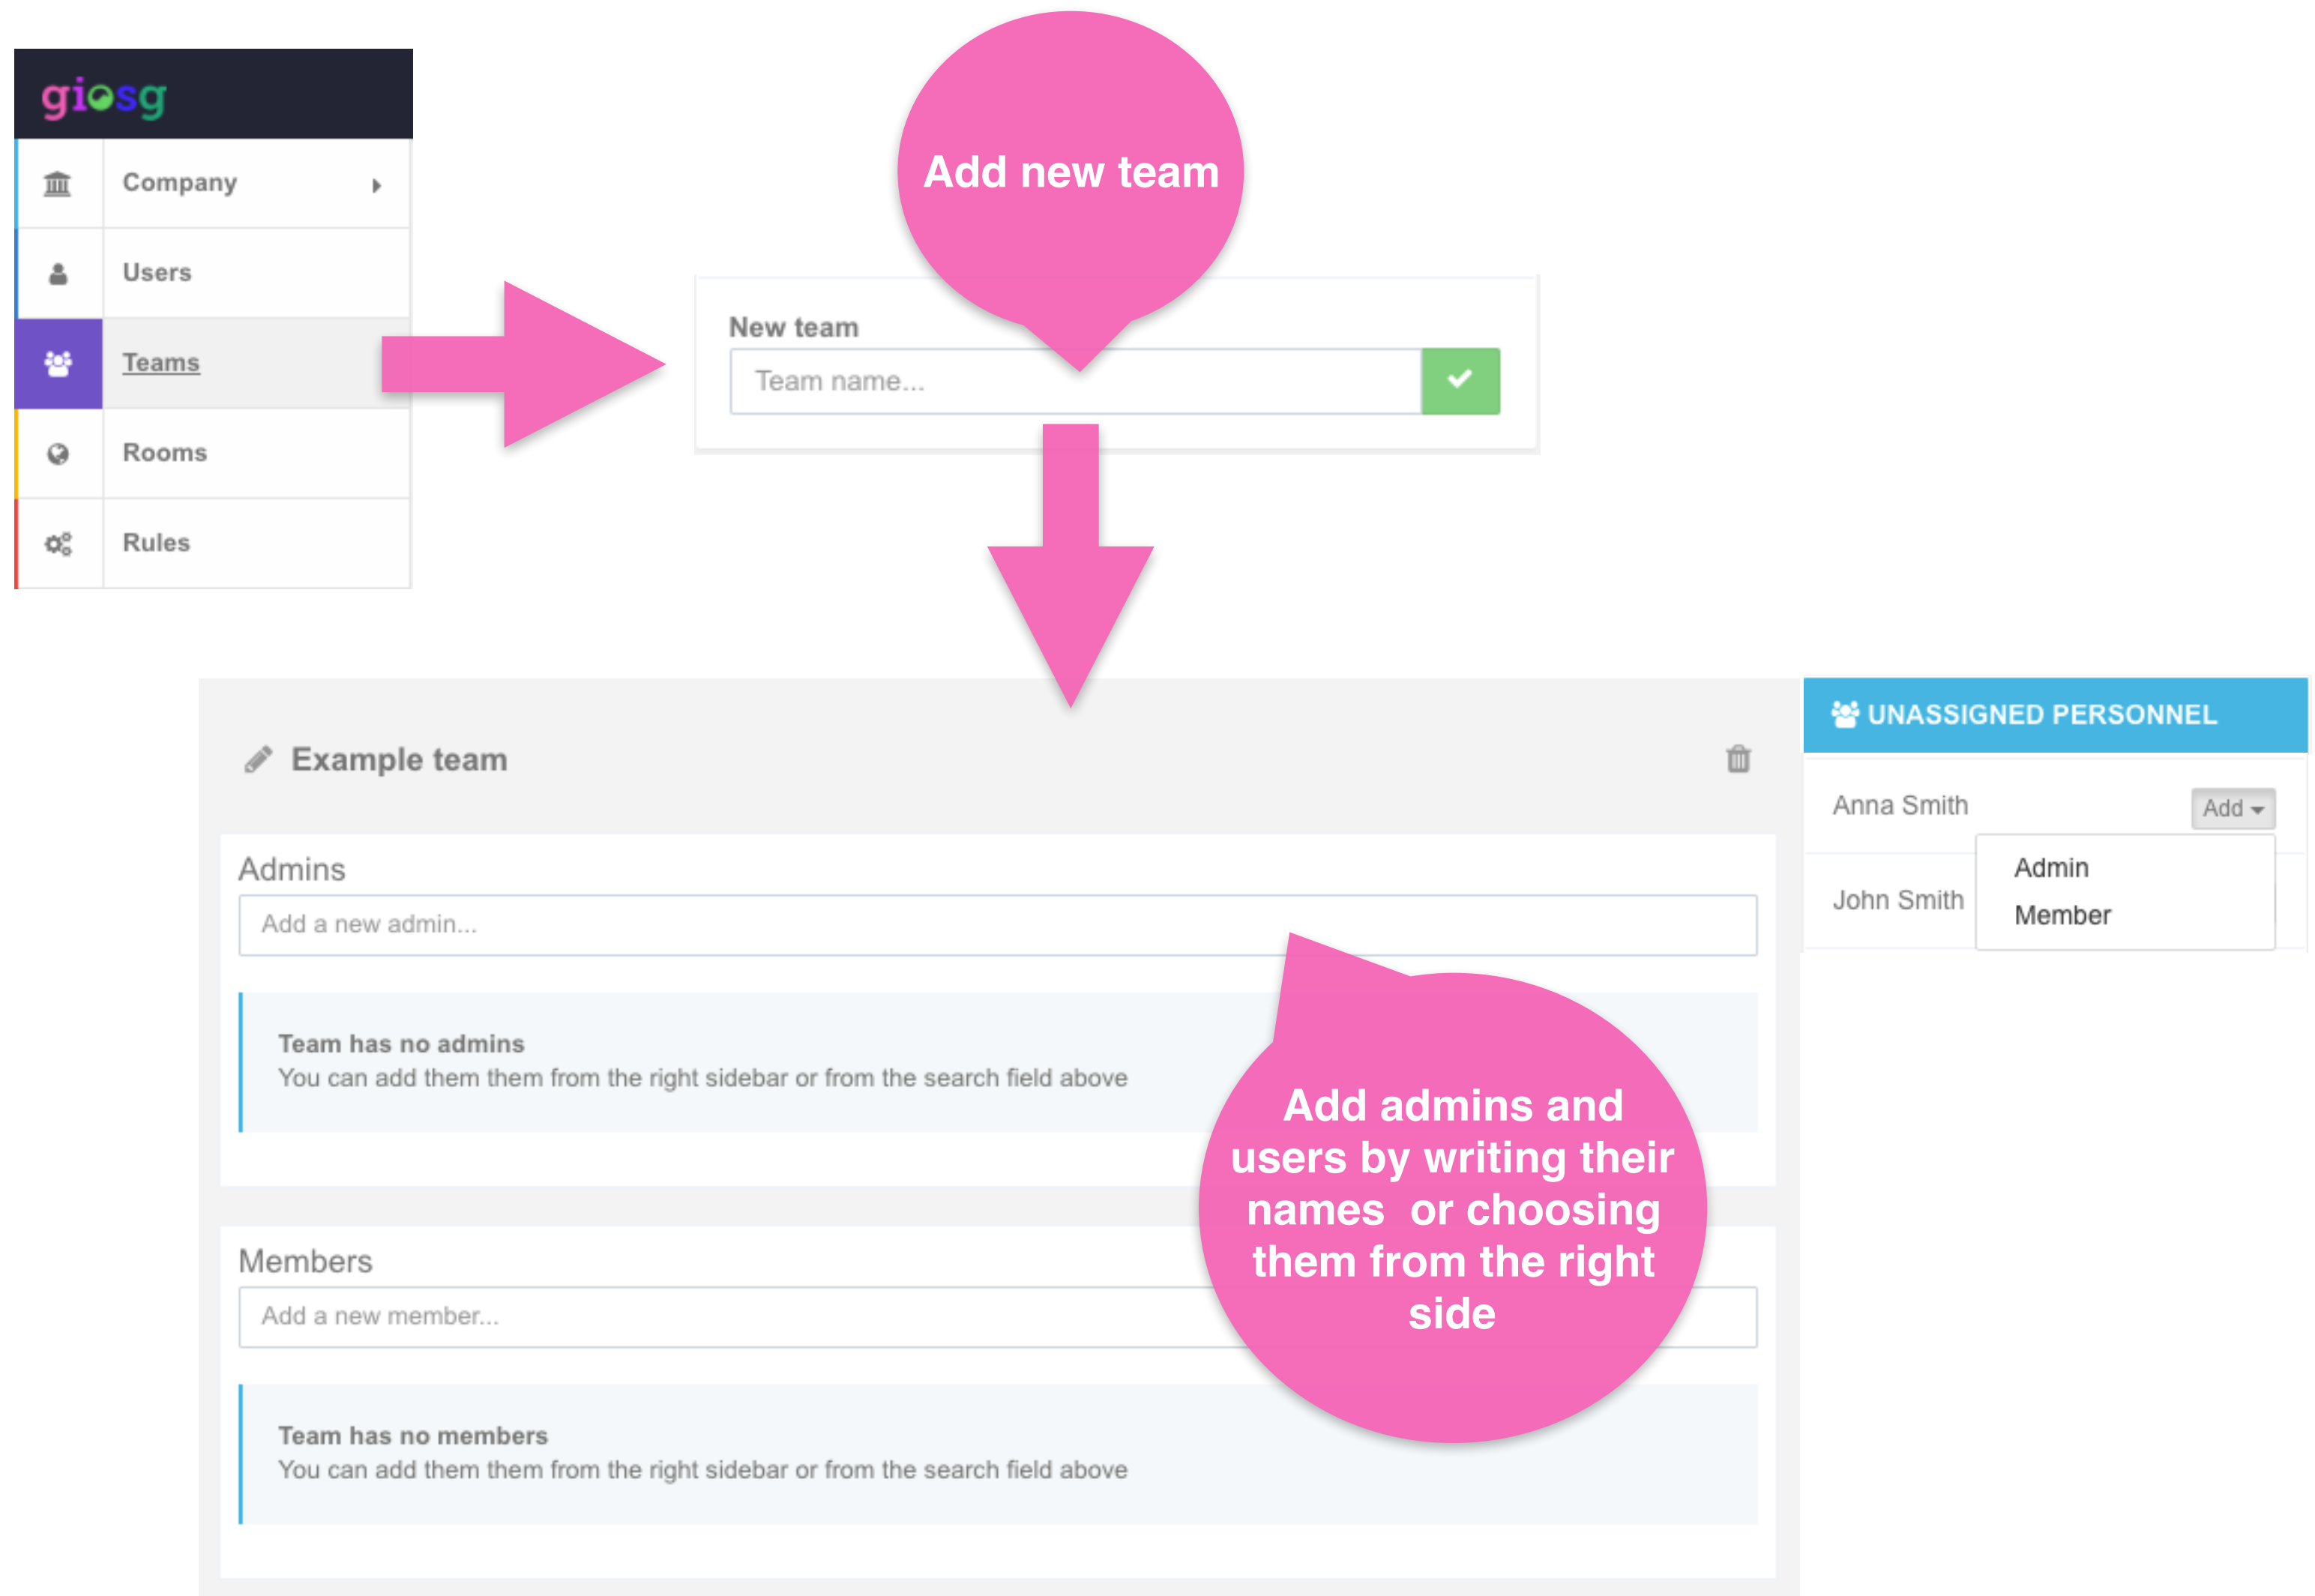 giosg
Company
Users
Teams
Rooms
Rules
Add new team
New team
Team name...
Example team
Admins
Add a new admin...
Team has no admins
You can add them them from the right sidebar or from the search field above
Members
Add a new member...
Team has no members
You can add them them from the right sidebar or from the search field above
Add admins and
users by writing their
names or choosing
them from the right
side
UNASSIGNED PERSONNEL
Anna Smith
Add
Admin
John Smith
Member